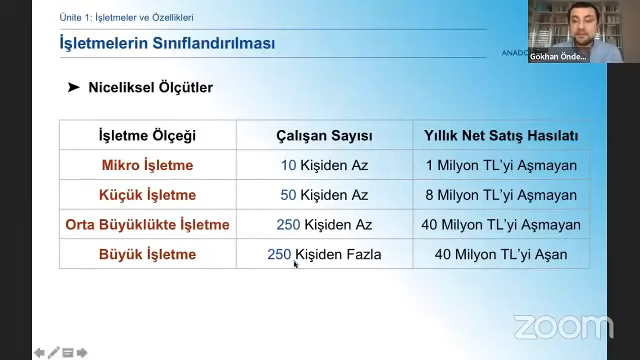 Ünite 1: İşletmeler ve Özellikleri
İşletmelerin Sınıflandırılması
Gökhan Önde...
➤ Niceliksel Ölçütler
İşletme Ölçeği Çalışan Sayısı Yıllık Net Satış Hasılatı
Mikro İşletme 10 Kişiden Az 1 Milyon TL'yi Aşmayan
Küçük İşletme 50 Kişiden Az 8 Milyon TL'yi Aşmayan
Orta Büyüklükte İşletme 250 Kişiden Az 40 Milyon TL'yi Aşmayan
Büyük İşletme 250 Kişiden Fazla 40 Milyon TL'yi Aşan
zoom